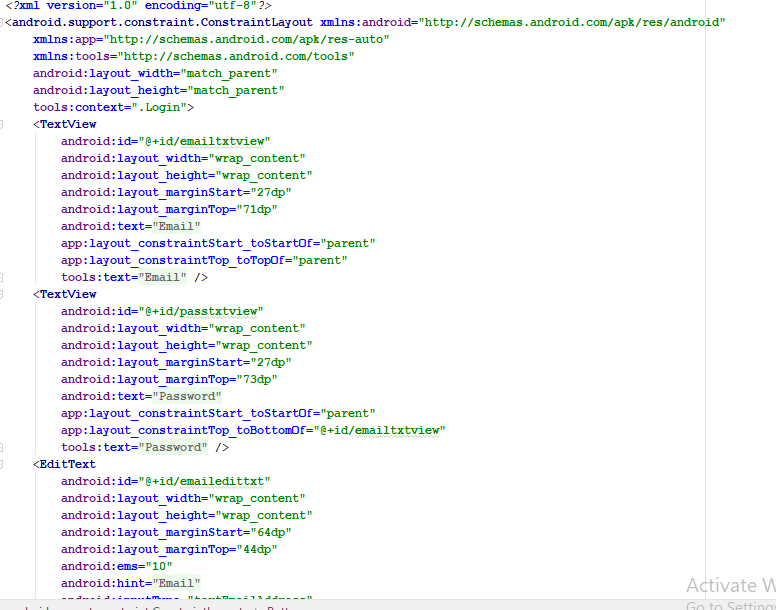 <?xml version="1.0" encoding="utf-8"?>
<android.support.constraint.ConstraintLayout xmlns:android="http://schemas.android.com/apk/res/android"
    xmlns:app="http://schemas.android.com/apk/res-auto"
    xmlns:tools="http://schemas.android.com/tools"
    android:layout_width="match_parent"
    android:layout_height="match_parent"
    tools:context=".Login">
    <TextView
        android:id="@+id/emailtxtview"
        android:layout_width="wrap_content"
        android:layout_height="wrap_content"
        android:layout_marginStart="27dp"
        android:layout_marginTop="71dp"
        android:text="Email"
        app:layout_constraintStart_toStartOf="parent"
        app:layout_constraintTop_toTopOf="parent"
        tools:text="Email" />
    <TextView
        android:id="@+id/passtxtview"
        android:layout_width="wrap_content"
        android:layout_height="wrap_content"
        android:layout_marginStart="27dp"
        android:layout_marginTop="73dp"
        android:text="Password"
        app:layout_constraintStart_toStartOf="parent"
        app:layout_constraintTop_toBottomOf="@+id/emailtxtview"
        tools:text="Password" />
    <EditText
        android:id="@+id/emailedittxt"
        android:layout_width="wrap_content"
        android:layout_height="wrap_content"
        android:layout_marginStart="64dp"
        android:layout_marginTop="44dp"
        android:ems="10"
        android:hint="Email"
        android:inputType="textEmailAddress"
Activate W
Go to Settings